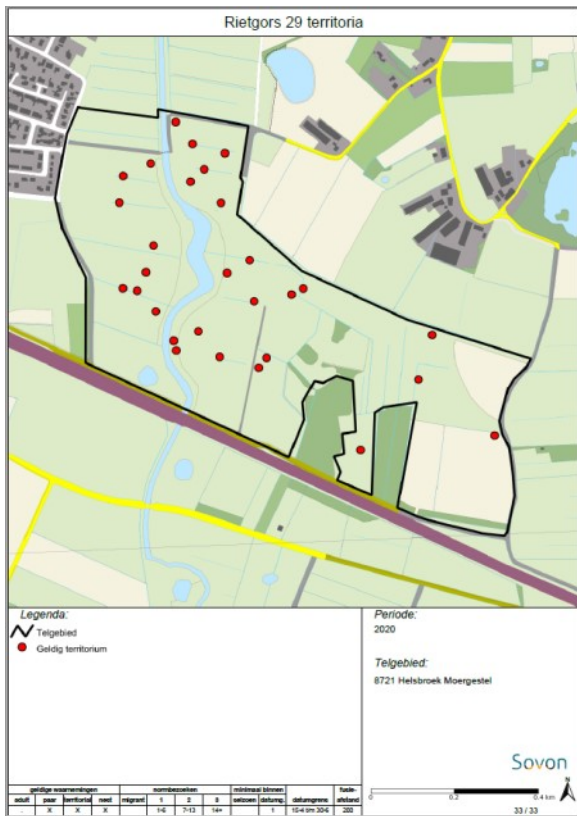 Rietgors 29 territoria
Legenda:
Telgebied
Geldig territorium
Periode:
2020
Telgebied:
8721 Helsbroek Moergestel
Sovon
N
0 0.2 0.4 km
33 / 33
geldige waarnemingen normbezoeken minimaal binnen fusie-
adult paar territoriaal nest migrant 1 2 3 seizoen datumg. datumgrens afstand
. X X X 1-6 7-13 14+ 1 15-4 t/m 30-6 200